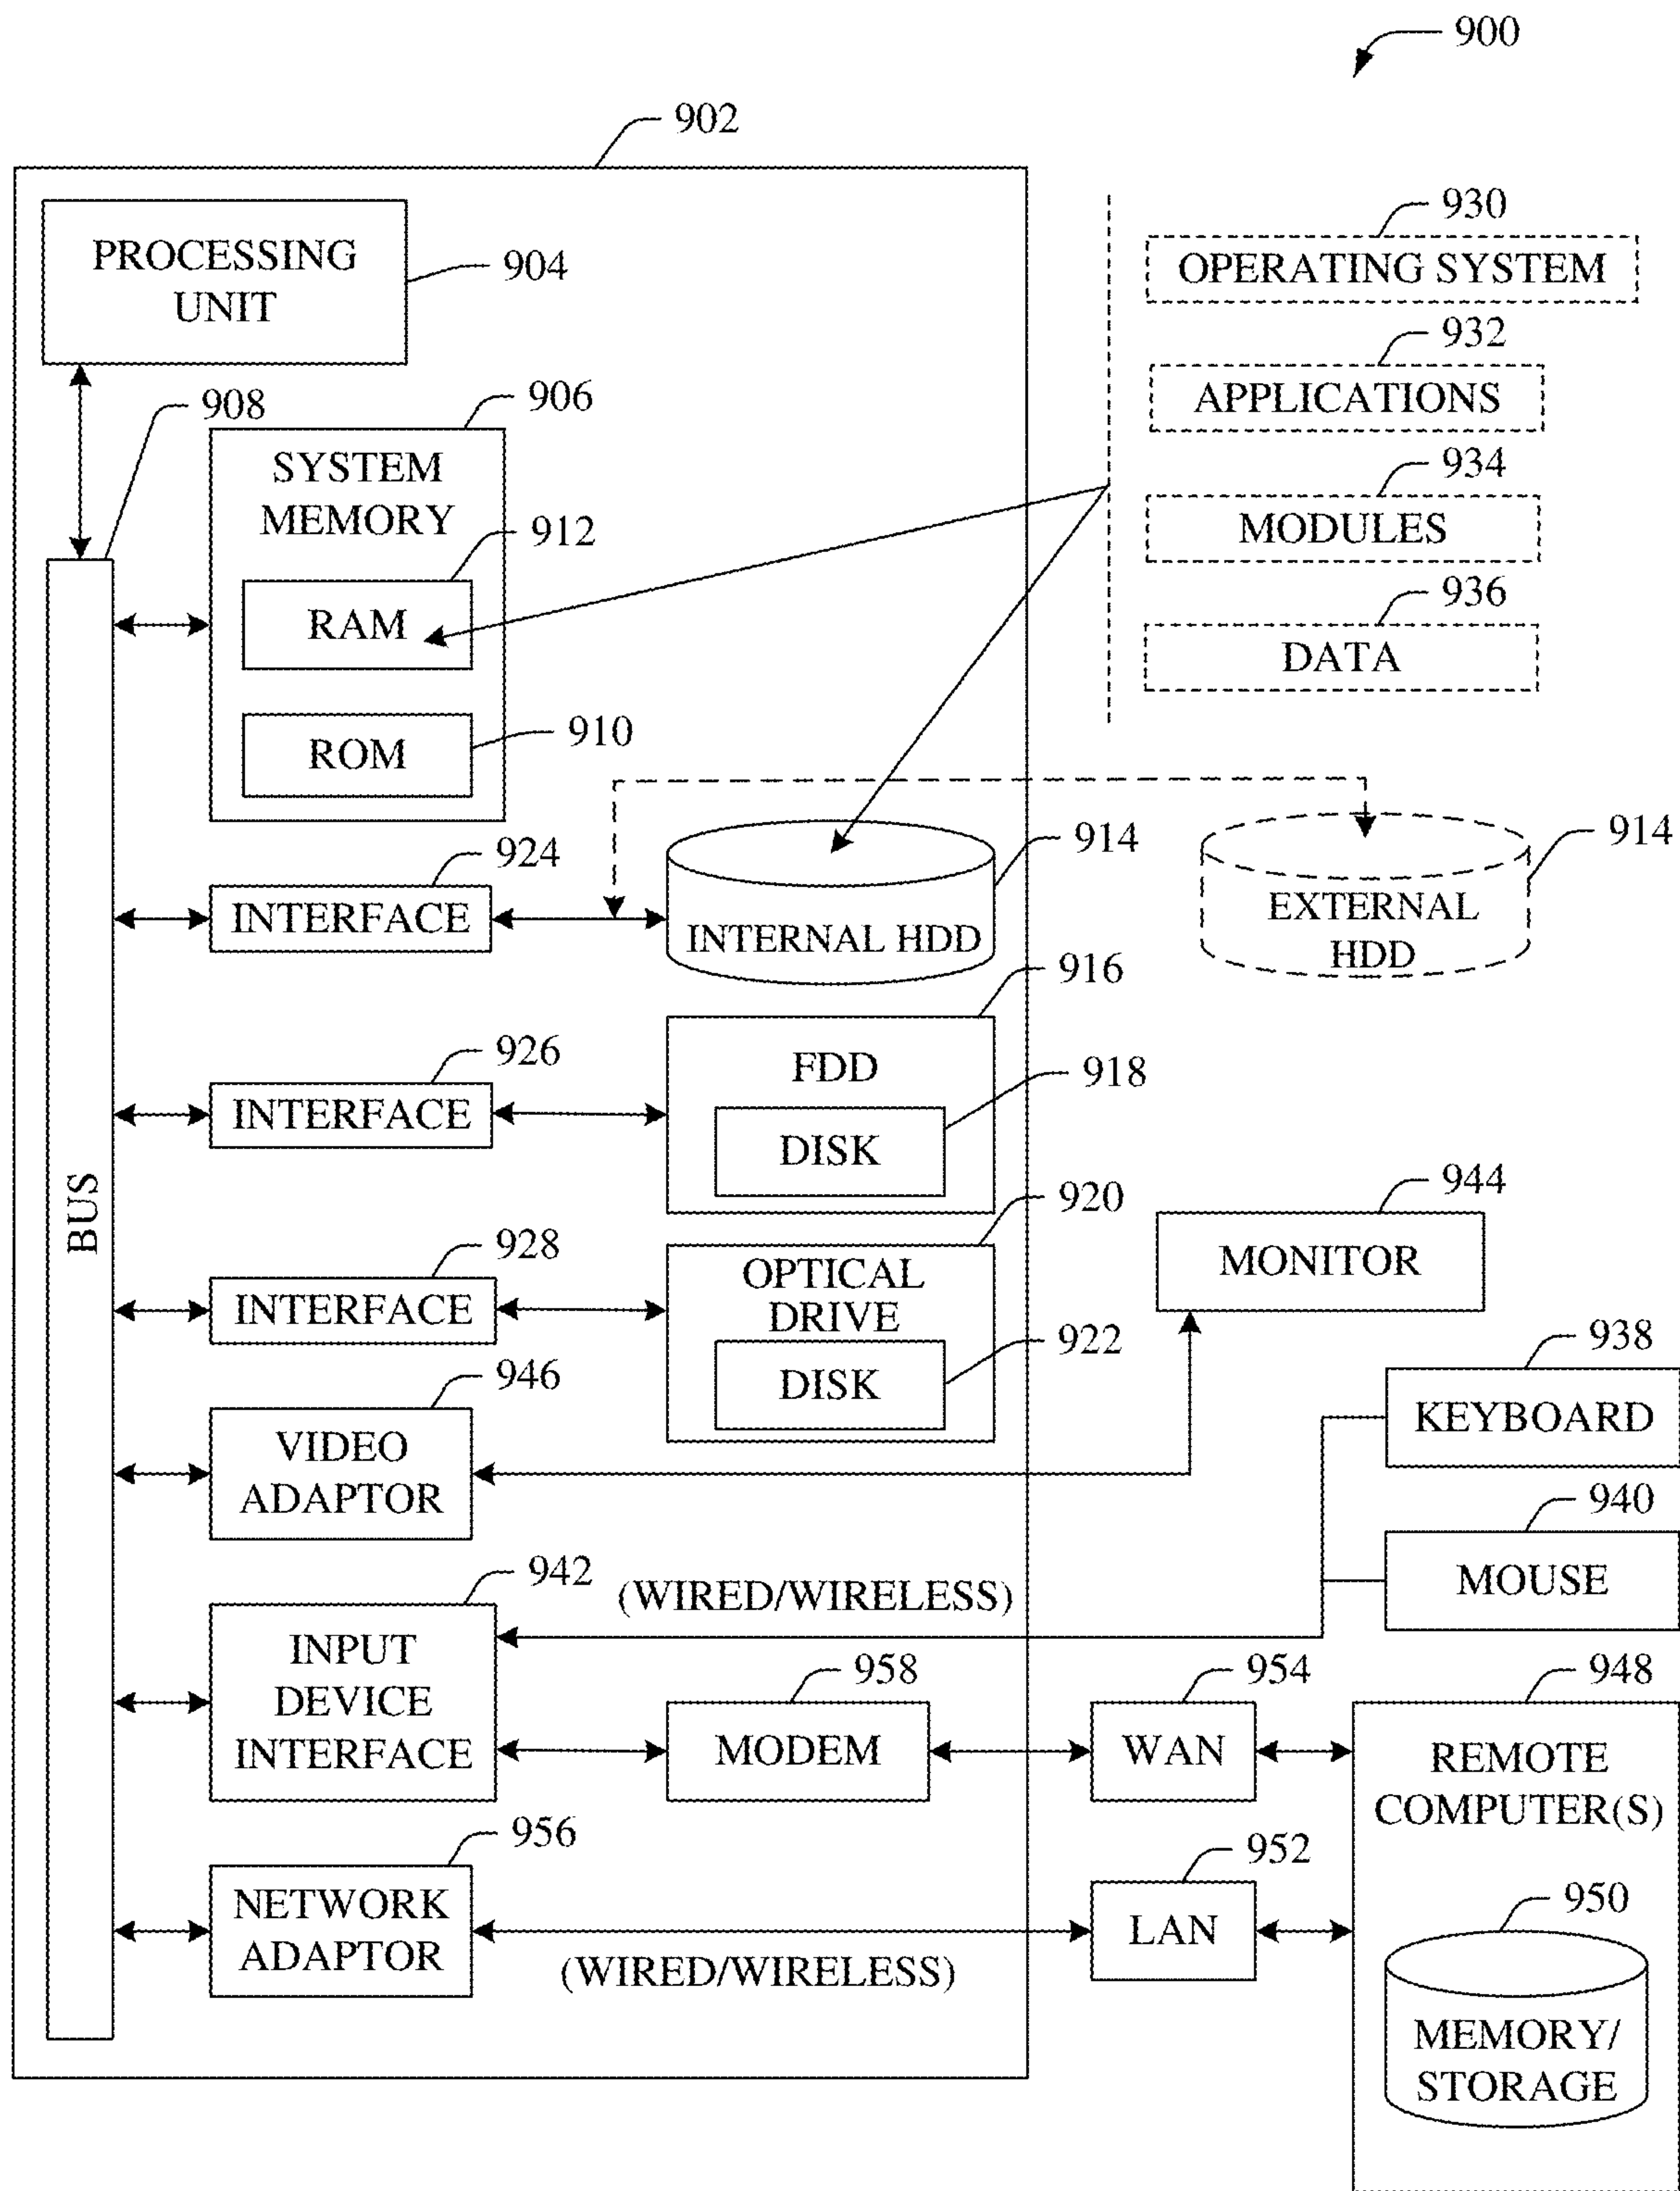 900
902
PROCESSING
UNIT
904
930
OPERATING SYSTEM
932
APPLICATIONS
934
MODULES
936
DATA
908
906
SYSTEM
MEMORY
912
RAM
910
ROM
BUS
924
INTERFACE
914
INTERNAL HDD
914
EXTERNAL
HDD
926
INTERFACE
916
FDD
918
DISK
928
INTERFACE
920
OPTICAL
DRIVE
922
DISK
944
MONITOR
946
VIDEO
ADAPTOR
938
KEYBOARD
940
MOUSE
942
INPUT
DEVICE
INTERFACE
(WIRED/WIRELESS)
958
MODEM
954
WAN
948
REMOTE
COMPUTER(S)
956
NETWORK
ADAPTOR
(WIRED/WIRELESS)
952
LAN
950
MEMORY/
STORAGE